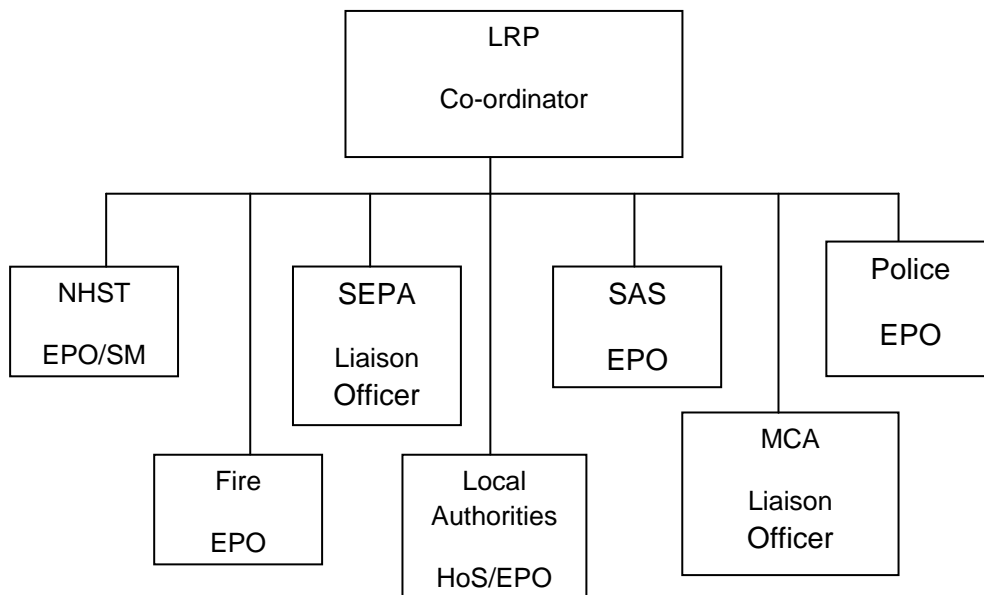 LRP
Co-ordinator
NHST
EPO/SM
SEPA
Liaison
Officer
SAS
EPO
Police
EPO
Fire
EPO
Local
Authorities
HoS/EPO
MCA
Liaison
Officer